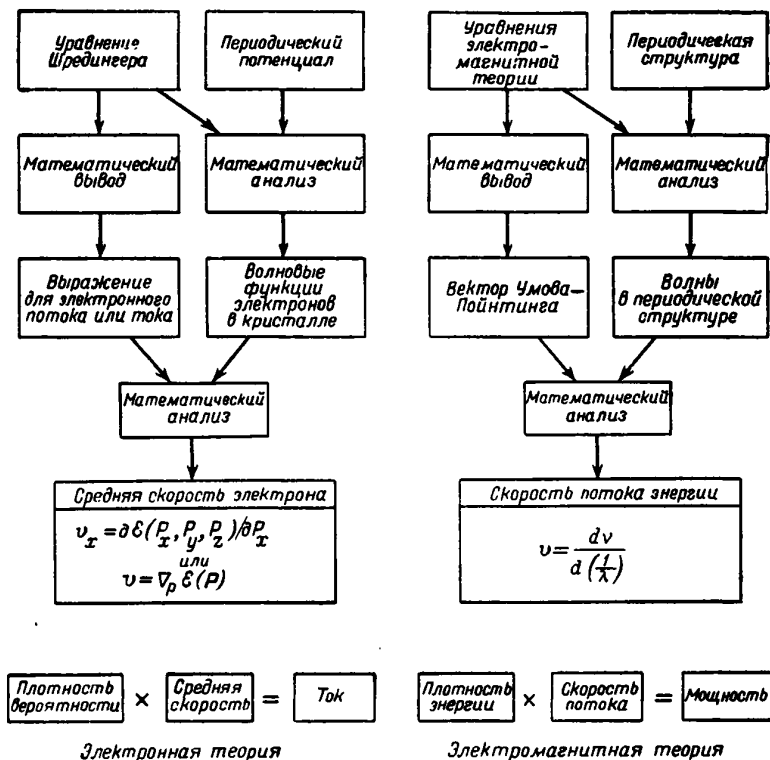 Уравнение
Шредингера
Периодический
потенциал
Математический
вывод
Математический
анализ
Выражение
для электронного
потока или тока
Волновые
функции
электронов
в кристалле
Математический
анализ
Средняя скорость электрона
v_x = ∂ℰ(P_x, P_y, P_z)/∂P_x
или
v = ∇_p ℰ(P)
Уравнения
электро-
магнитной
теории
Периодическая
структура
Математический
вывод
Математический
анализ
Вектор Умова—
Пойнтинга
Волны
в периодической
структуре
Математический
анализ
Скорость потока энергии
v = dν / d(1/λ)
Плотность
вероятности
×
Средняя
скорость
=
Ток
Электронная теория
Плотность
энергии
×
Скорость
потока
=
Мощность
Электромагнитная теория